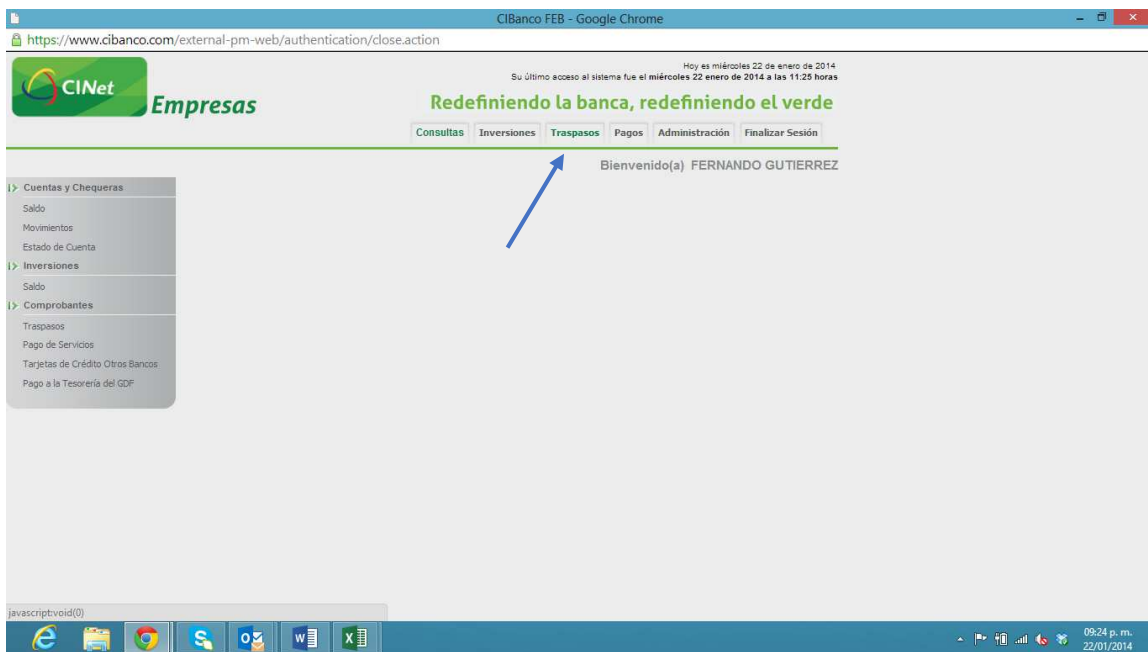 CIBanco FEB - Google Chrome
https://www.cibanco.com/external-pm-web/authentication/close.action
CINet
Empresas
Hoy es miércoles 22 de enero de 2014
Su último acceso al sistema fue el miércoles 22 enero de 2014 a las 11:25 horas
Redefiniendo la banca, redefiniendo el verde
Consultas Inversiones Traspasos Pagos Administración Finalizar Sesión
Bienvenido(a) FERNANDO GUTIERREZ
Cuentas y Chequeras
Saldo
Movimientos
Estado de Cuenta
Inversiones
Saldo
Comprobantes
Traspasos
Pago de Servicios
Tarjetas de Crédito Otros Bancos
Pago a la Tesorería del GDF
javascript:void(0)
09:24 p. m.
22/01/2014